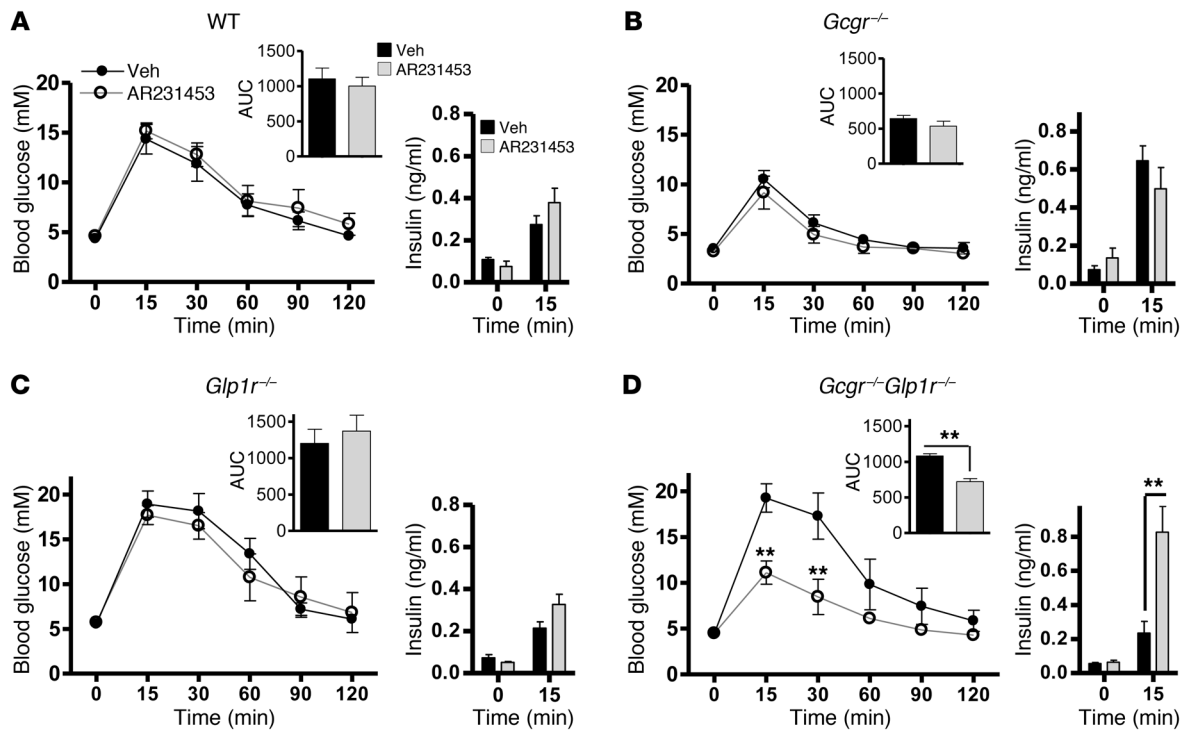 A
WT
Veh
AR231453
Blood glucose (mM)
20
15
10
5
0
0 15 30 60 90 120
Time (min)
AUC
1500
1000
500
0
Veh
AR231453
Insulin (ng/ml)
0.8
0.6
0.4
0.2
0.0
Veh
AR231453
0 15
Time (min)
B
Gcgr−/−
Blood glucose (mM)
20
15
10
5
0
0 15 30 60 90 120
Time (min)
AUC
1500
1000
500
0
Insulin (ng/ml)
0.8
0.6
0.4
0.2
0.0
0 15
Time (min)
C
Glp1r−/−
Blood glucose (mM)
20
15
10
5
0
0 15 30 60 90 120
Time (min)
AUC
1500
1000
500
0
Insulin (ng/ml)
0.8
0.6
0.4
0.2
0.0
0 15
Time (min)
D
Gcgr−/−Glp1r−/−
Blood glucose (mM)
20
15
10
5
0
**
**
0 15 30 60 90 120
Time (min)
AUC
1500
1000
500
0
**
Insulin (ng/ml)
0.8
0.6
0.4
0.2
0.0
**
0 15
Time (min)